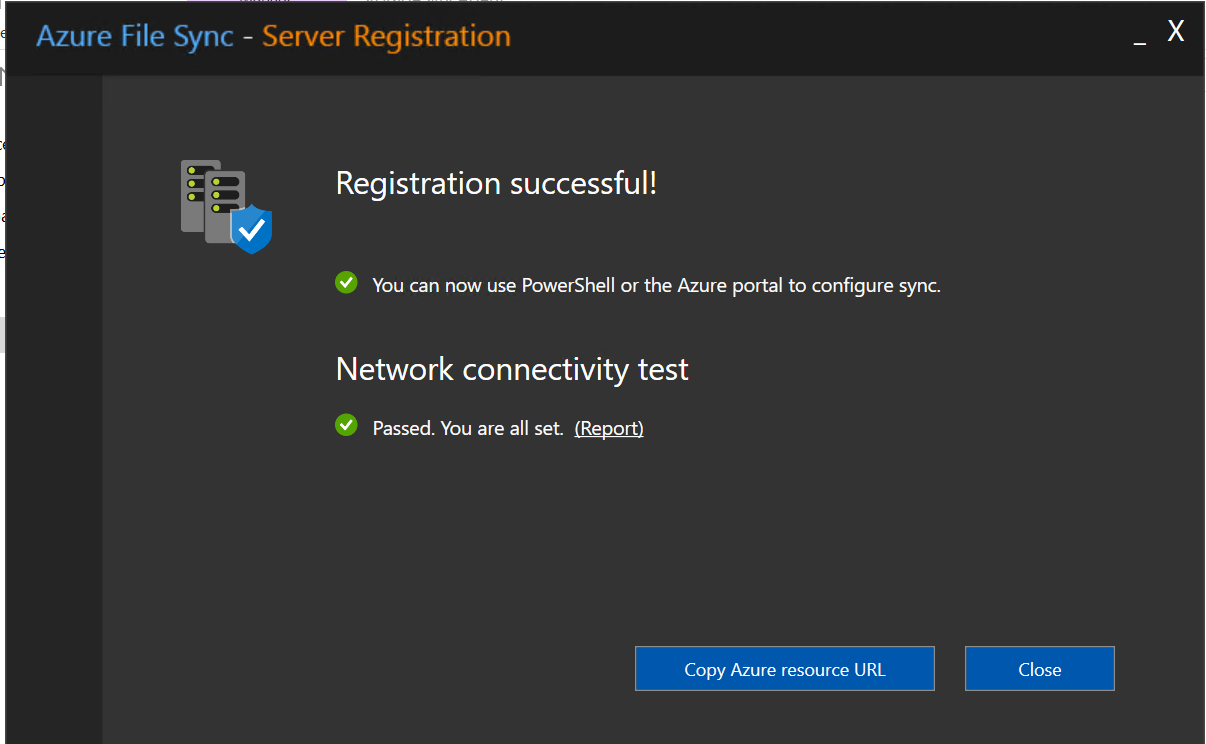 Azure File Sync - Server Registration
_ X
Registration successful!
You can now use PowerShell or the Azure portal to configure sync.
Network connectivity test
Passed. You are all set. (Report)
Copy Azure resource URL
Close